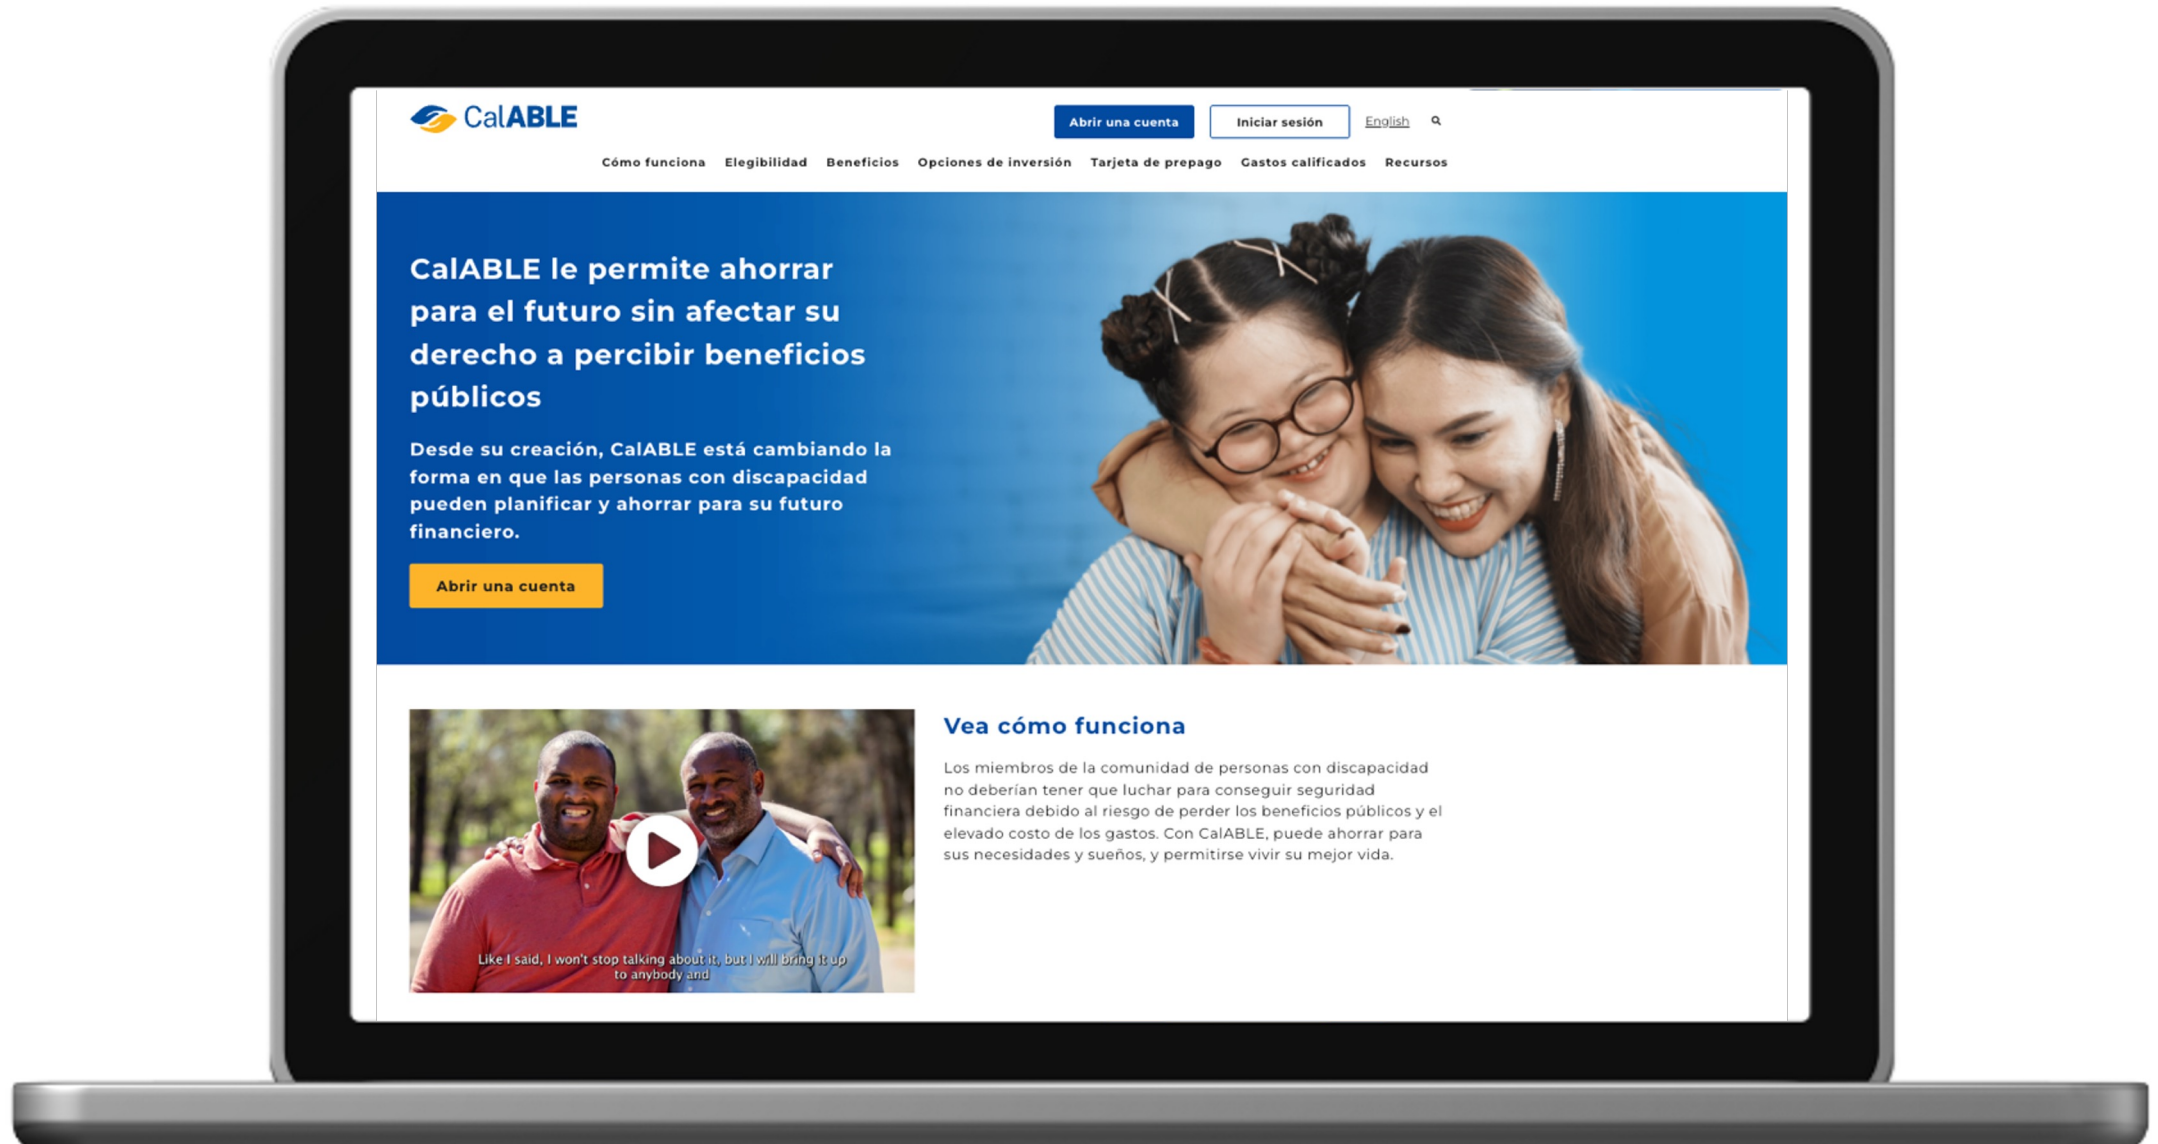 CalABLE
Abrir una cuenta
Iniciar sesión
English
Cómo funciona Elegibilidad Beneficios Opciones de inversión Tarjeta de prepago Gastos calificados Recursos
CalABLE le permite ahorrar
para el futuro sin afectar su
derecho a percibir beneficios
públicos
Desde su creación, CalABLE está cambiando la
forma en que las personas con discapacidad
pueden planificar y ahorrar para su futuro
financiero.
Abrir una cuenta
Like I said, I won't stop talking about it, but I will bring it up
to anybody and
Vea cómo funciona
Los miembros de la comunidad de personas con discapacidad
no deberían tener que luchar para conseguir seguridad
financiera debido al riesgo de perder los beneficios públicos y el
elevado costo de los gastos. Con CalABLE, puede ahorrar para
sus necesidades y sueños, y permitirse vivir su mejor vida.